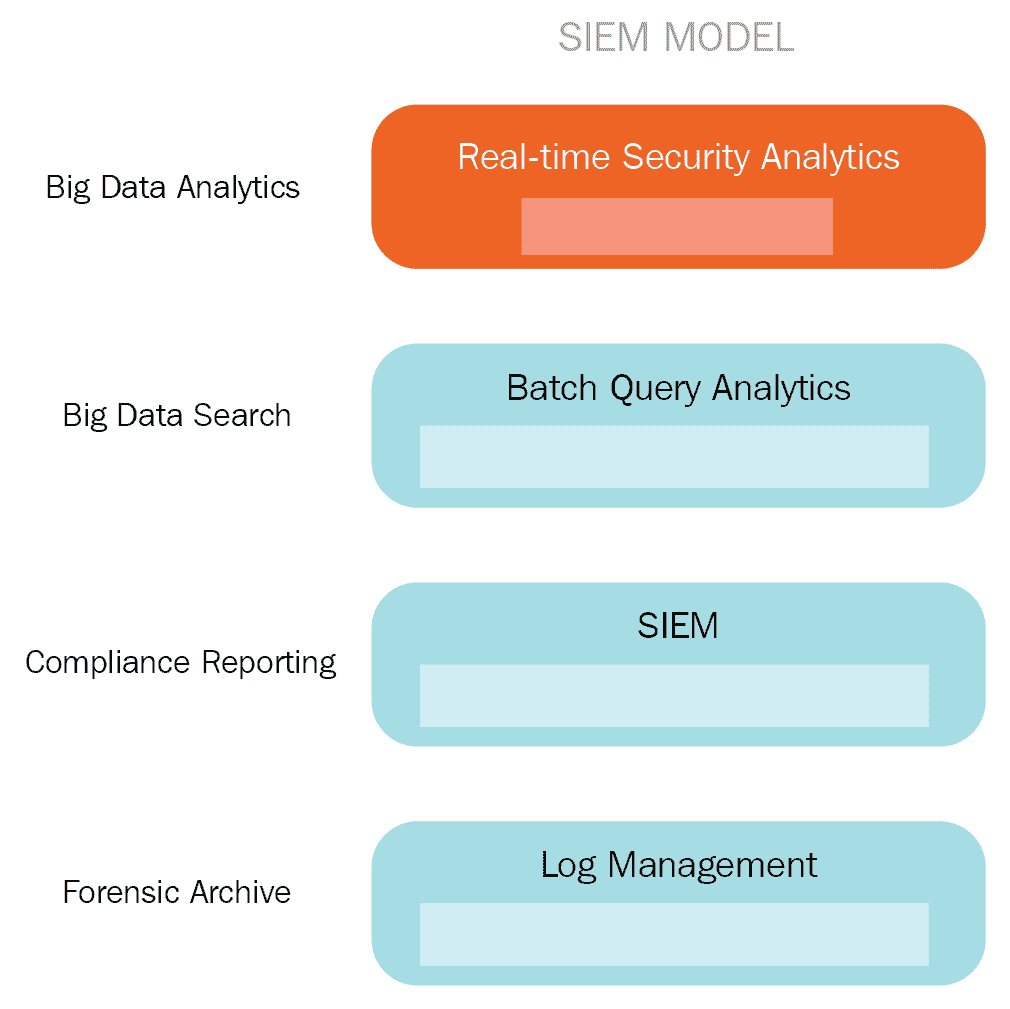 SIEM MODEL
Big Data Analytics
Real-time Security Analytics
Big Data Search
Batch Query Analytics
Compliance Reporting
SIEM
Forensic Archive
Log Management